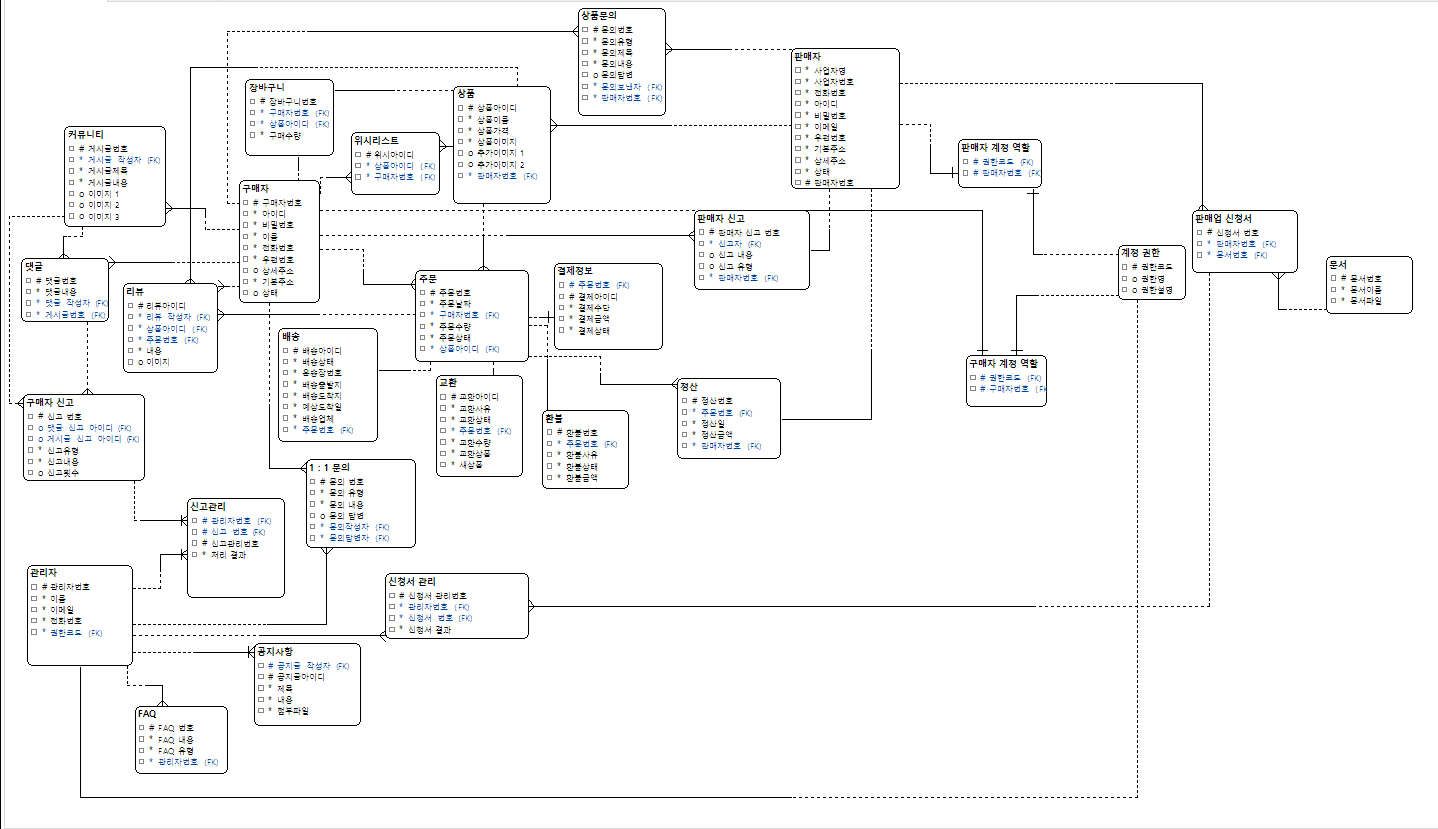 상품문의
# 문의번호
* 문의유형
* 문의제목
* 문의내용
o 문의답변
* 문의보낸자 (FK)
* 판매자번호 (FK)
판매자
* 사업자명
* 사업자번호
* 전화번호
* 아이디
* 비밀번호
* 이메일
* 우편번호
* 기본주소
* 상세주소
* 상태
# 판매자번호
장바구니
# 장바구니번호
* 구매자번호 (FK)
* 상품아이디 (FK)
* 구매수량
상품
# 상품아이디
* 상품이름
* 상품가격
* 상품이미지
o 추가이미지 1
o 추가이미지 2
* 판매자번호 (FK)
위시리스트
# 위시아이디
* 상품아이디 (FK)
* 구매자번호 (FK)
커뮤니티
# 게시글번호
* 게시글 작성자 (FK)
* 게시글제목
* 게시글내용
o 이미지 1
o 이미지 2
o 이미지 3
판매자 계정 역할
# 권한코드 (FK)
# 판매자번호 (FK)
구매자
# 구매자번호
* 아이디
* 비밀번호
* 이름
* 전화번호
* 우편번호
o 상세주소
* 기본주소
o 상태
판매자 신고
# 판매자 신고 번호
* 신고자 (FK)
o 신고 내용
o 신고 유형
* 판매자번호 (FK)
판매업 신청서
# 신청서 번호
* 판매자번호 (FK)
* 문서번호 (FK)
계정 권한
# 권한코드
o 권한명
o 권한설명
문서
# 문서번호
* 문서이름
* 문서파일
댓글
# 댓글번호
* 댓글내용
* 댓글 작성자 (FK)
* 게시글번호 (FK)
리뷰
# 리뷰아이디
* 리뷰 작성자 (FK)
* 상품아이디 (FK)
* 주문번호 (FK)
* 내용
o 이미지
주문
# 주문번호
* 주문날짜
* 구매자번호 (FK)
* 주문수량
* 주문상태
* 상품아이디 (FK)
결제정보
# 주문번호 (FK)
# 결제아이디
* 결제수단
* 결제금액
* 결제상태
배송
# 배송아이디
* 배송상태
* 운송장번호
* 배송출발지
* 배송도착지
* 예상도착일
* 배송업체
* 주문번호 (FK)
구매자 계정 역할
# 권한코드 (FK)
# 구매자번호 (FK)
교환
# 교환아이디
* 교환사유
* 교환상태
* 주문번호 (FK)
* 교환수량
* 교환상품
* 새상품
정산
# 정산번호
* 주문번호 (FK)
* 정산일
* 정산금액
* 판매자번호 (FK)
환불
# 환불번호
* 주문번호 (FK)
* 환불사유
* 환불상태
* 환불금액
구매자 신고
# 신고 번호
o 댓글 신고 아이디 (FK)
o 게시글 신고 아이디 (FK)
* 신고유형
* 신고내용
o 신고횟수
1 : 1 문의
# 문의 번호
* 문의 유형
* 문의 내용
o 문의 답변
* 문의작성자 (FK)
* 문의답변자 (FK)
신고관리
# 관리자번호 (FK)
# 신고 번호 (FK)
# 신고관리번호
* 처리 결과
관리자
# 관리자번호
* 이름
* 이메일
* 전화번호
* 권한코드 (FK)
신청서 관리
# 신청서 관리번호
* 관리자번호 (FK)
* 신청서 번호 (FK)
* 신청서 결과
공지사항
# 공지글 작성자 (FK)
# 공지글아이디
* 제목
* 내용
* 첨부파일
FAQ
# FAQ 번호
* FAQ 내용
* FAQ 유형
* 관리자번호 (FK)